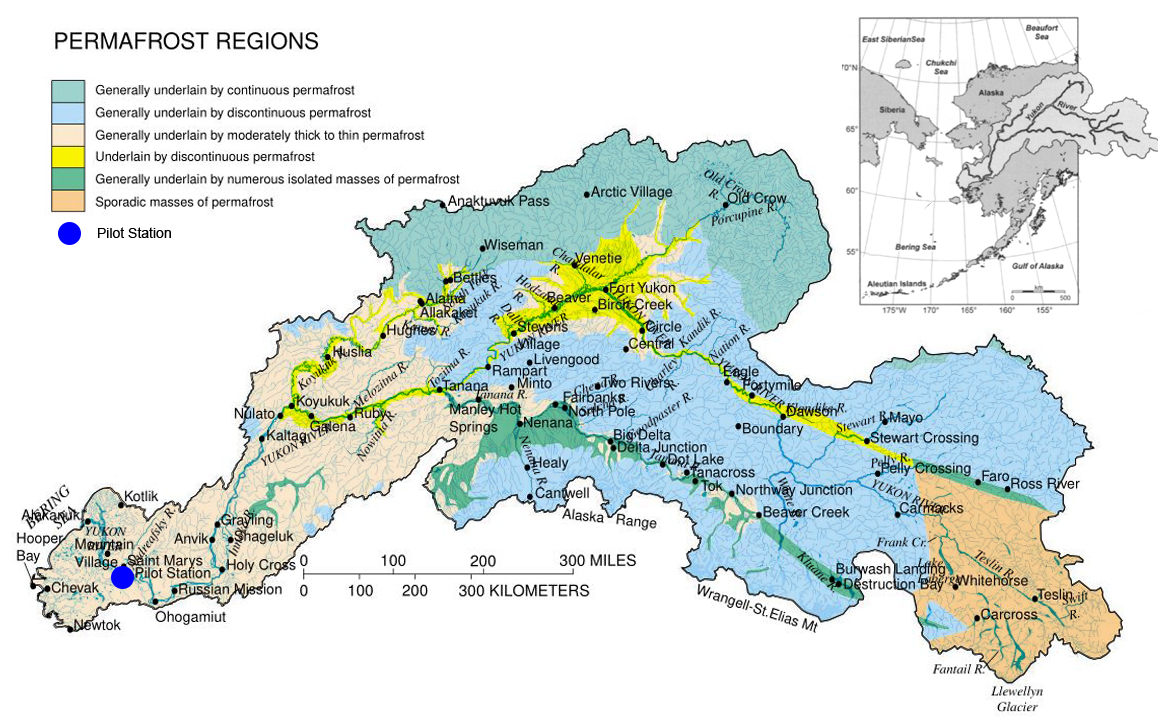 PERMAFROST REGIONS
Generally underlain by continuous permafrost
Generally underlain by discontinuous permafrost
Generally underlain by moderately thick to thin permafrost
Underlain by discontinuous permafrost
Generally underlain by numerous isolated masses of permafrost
Sporadic masses of permafrost
Pilot Station
Beaufort
Sea
East SiberianSea
Chukchi
Sea
70°N
Alaska
Siberia
Yukon
River
65°
60°
55°
Bering Sea
Gulf of Alaska
Aleutian Islands
km
0
500
175°W
170°
165°
160°
155°
Old Crow
R.
Arctic Village
Old Crow
Anaktuvuk Pass
Porcupine R.
Wiseman
Chandalar
R.
Venetie
Bettles
Koyukuk R.
Fort Yukon
Beaver
Birch Creek
Alatna
Allakaket
Hughes
Stevens
Village
YUKON RIVER
Circle
Central
Kandik R.
Nation R.
Huslia
Koyukuk R.
Livengood
Rampart
Tozitna R.
Melozitna R.
Tanana
Minto
Tanana R.
Two Rivers
Eagle
Fortymile
Koyukuk
Nulato
Galena
Ruby
Manley Hot
Springs
Fairbanks
North Pole
Goodpaster R.
Dawson
Klondike R.
Mayo
Stewart R.
Kaltag
YUKON RIVER
Nowitna R.
Nenana
Nenana R.
Big Delta
Delta Junction
Boundary
Stewart Crossing
Healy
Dot Lake
Tanacross
Tok
Pelly R.
Pelly Crossing
Faro
Ross River
Cantwell
Northway Junction
White R.
YUKON RIVER
Alaska Range
Beaver Creek
Carmacks
BERING
SEA
Kotlik
Alakanuk
YUKON
Andreafsky R.
Grayling
Hooper
Bay
Mountain
Village
Anvik
Shageluk
Frank Cr.
Saint Marys
Pilot Station
Holy Cross
Teslin R.
Chevak
Russian Mission
Kluane R.
Burwash Landing
Destruction Bay
Whitehorse
Teslin
Swift
R.
Ohogamiut
Newtok
Carcross
Wrangell-St.Elias Mt
0 100 200 300 MILES
0 100 200 300 KILOMETERS
Fantail R.
Llewellyn
Glacier